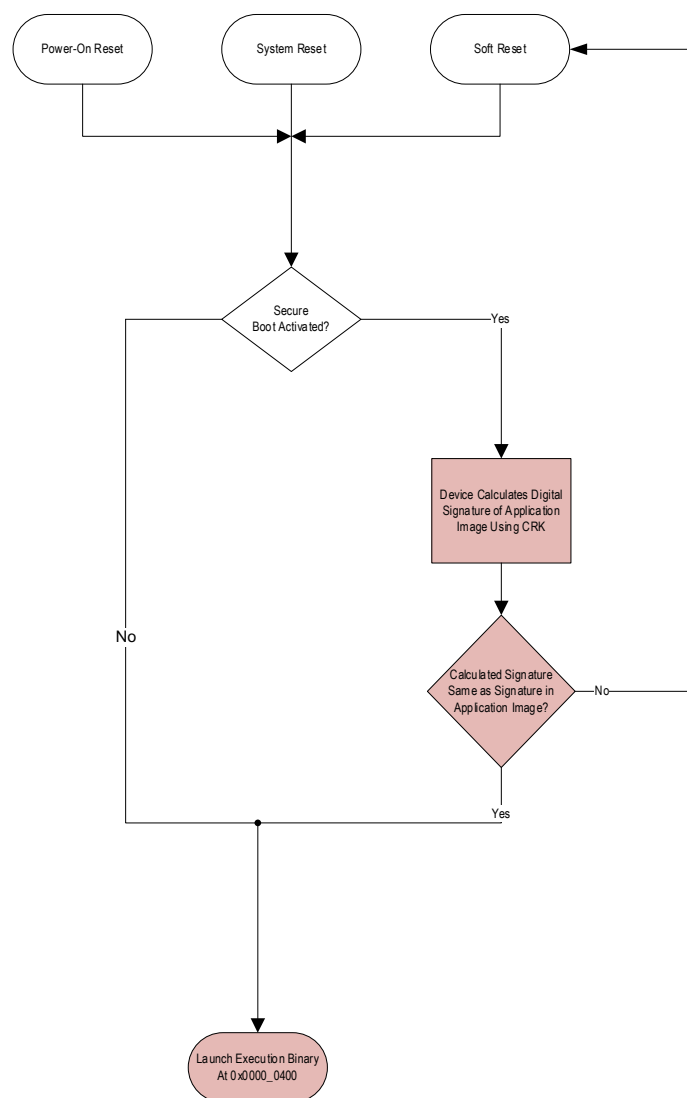 Power-On Reset
System Reset
Soft Reset
Secure
Boot Activated?
Yes
Device Calculates Digital
Signature of Application
Image Using CRK
No
Calculated Signature
Same as Signature in
Application Image?
No
Yes
Launch Execution Binary
At 0x0000_0400